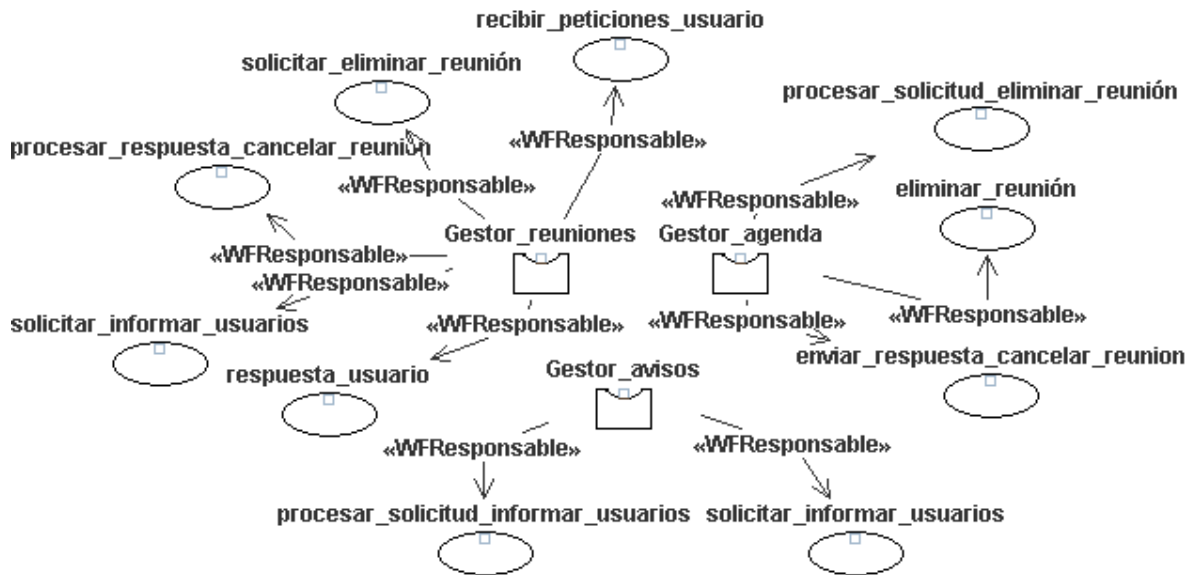 recibir_peticiones_usuario
solicitar_eliminar_reunión
procesar_solicitud_eliminar_reunión
«WFResponsable»
procesar_respuesta_cancelar_reunión
«WFResponsable»
eliminar_reunión
«WFResponsable»
Gestor_reuniones
Gestor_agenda
«WFResponsable»
«WFResponsable»
«WFResponsable»
solicitar_informar_usuarios
«WFResponsable»
«WFResponsable»
enviar_respuesta_cancelar_reunion
Gestor_avisos
respuesta_usuario
«WFResponsable»
«WFResponsable»
procesar_solicitud_informar_usuarios
solicitar_informar_usuarios